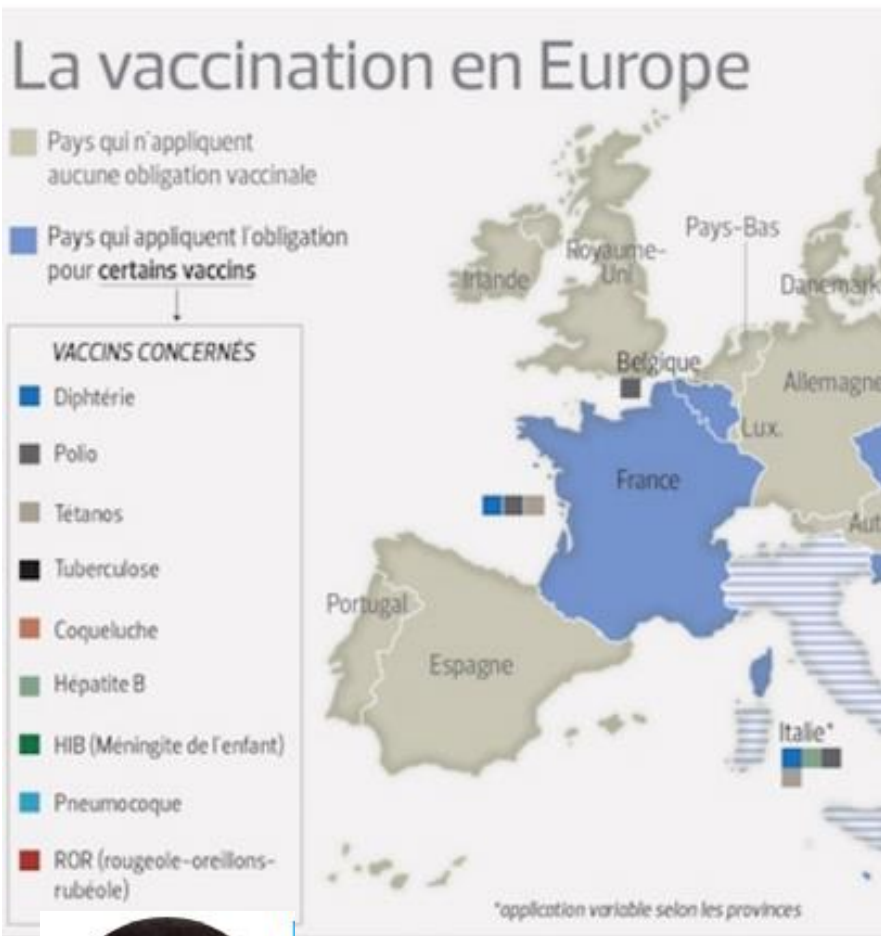 La vaccination en Europe
Pays qui n'appliquent
aucune obligation vaccinale
Pays qui appliquent l'obligation
pour certains vaccins
VACCINS CONCERNÉS
Diphtérie
Polio
Tétanos
Tuberculose
Coqueluche
Hépatite B
HIB (Méningite de l'enfant)
Pneumocoque
ROR (rougeole-oreillons-
rubéole)
Irlande
Royaume-
Uni
Pays-Bas
Danemark
Belgique
Allemagne
Lux.
France
Aut
Portugal
Espagne
Italie*
*application variable selon les provinces